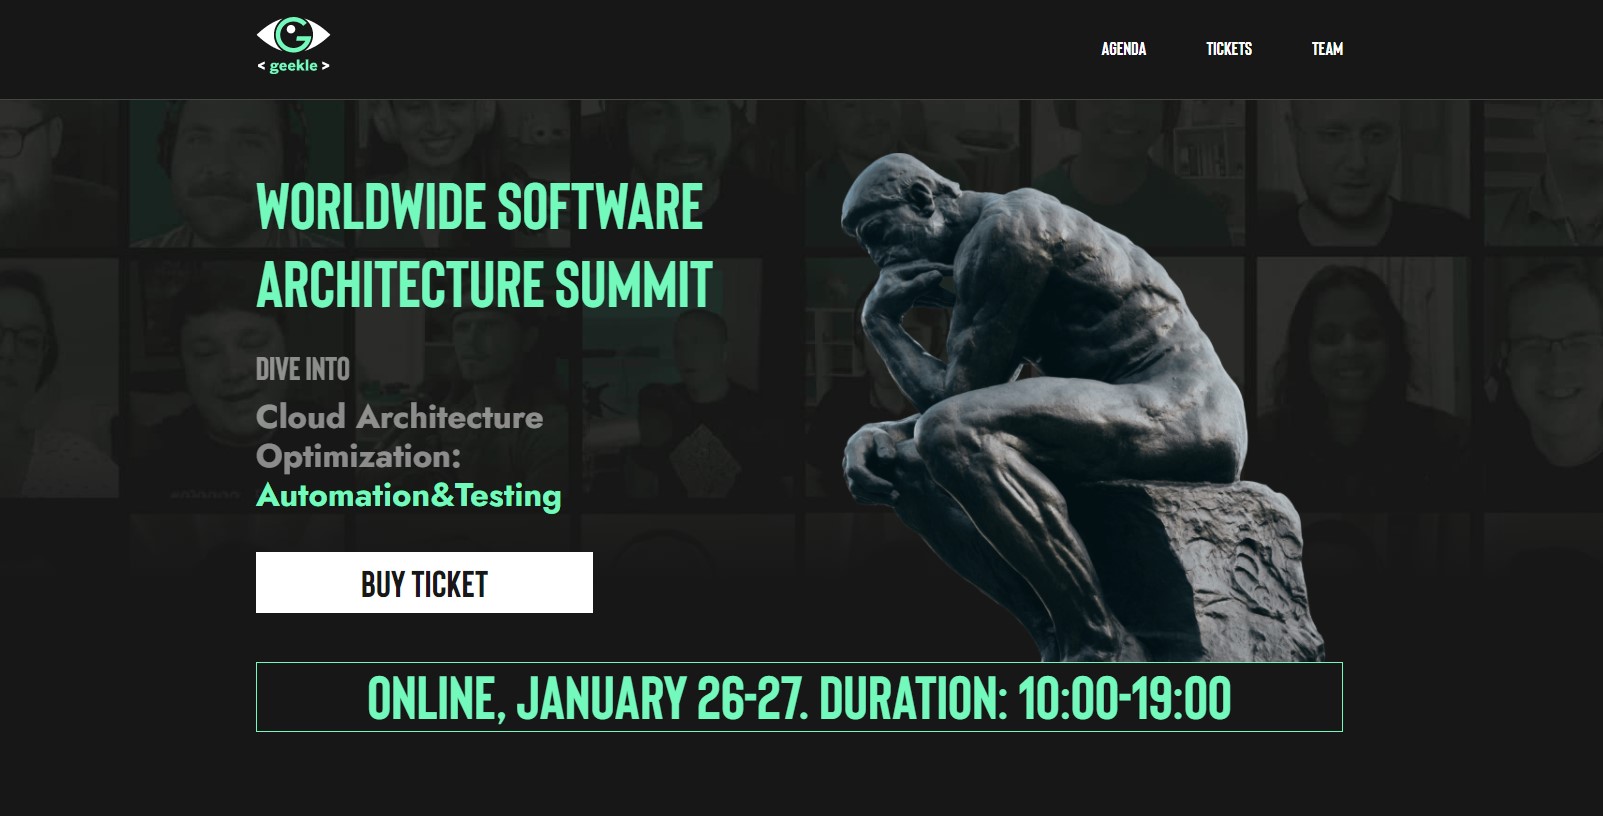 < geekle >
AGENDA
TICKETS
TEAM
WORLDWIDE SOFTWARE
ARCHITECTURE SUMMIT
DIVE INTO
Cloud Architecture
Optimization:
Automation&Testing
BUY TICKET
ONLINE, JANUARY 26-27. DURATION: 10:00-19:00